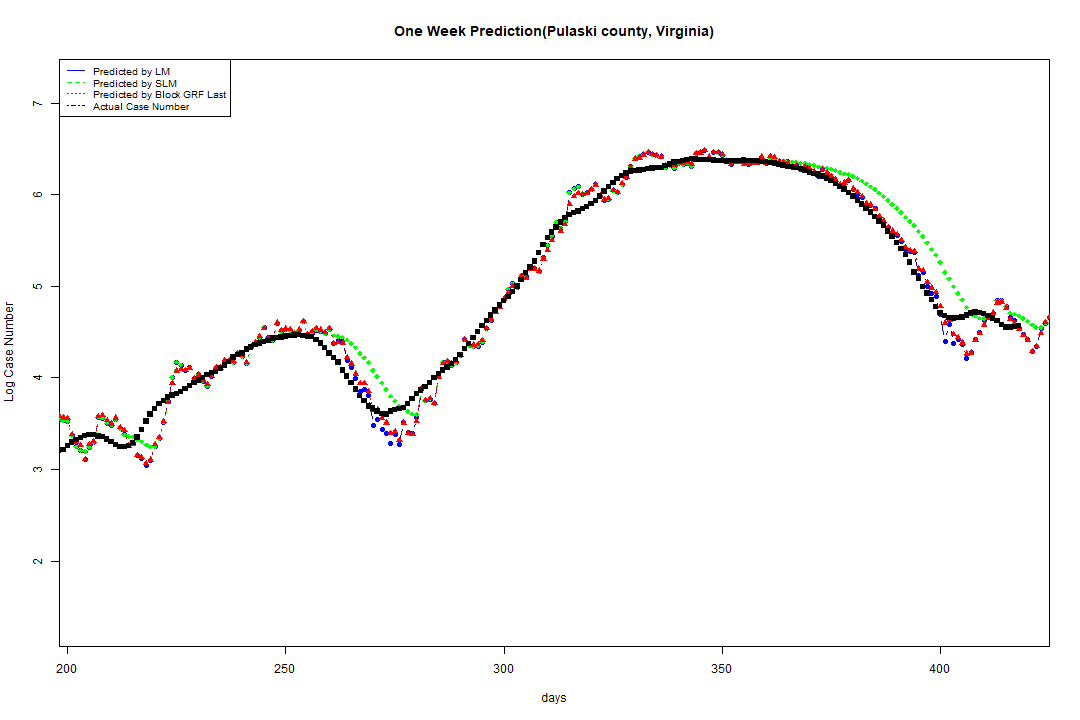 One Week Prediction(Pulaski county, Virginia)
Predicted by LM
Predicted by SLM
Predicted by Block GRF Last
Actual Case Number
7
6
5
4
3
2
Log Case Number
200 250 300 350 400
days